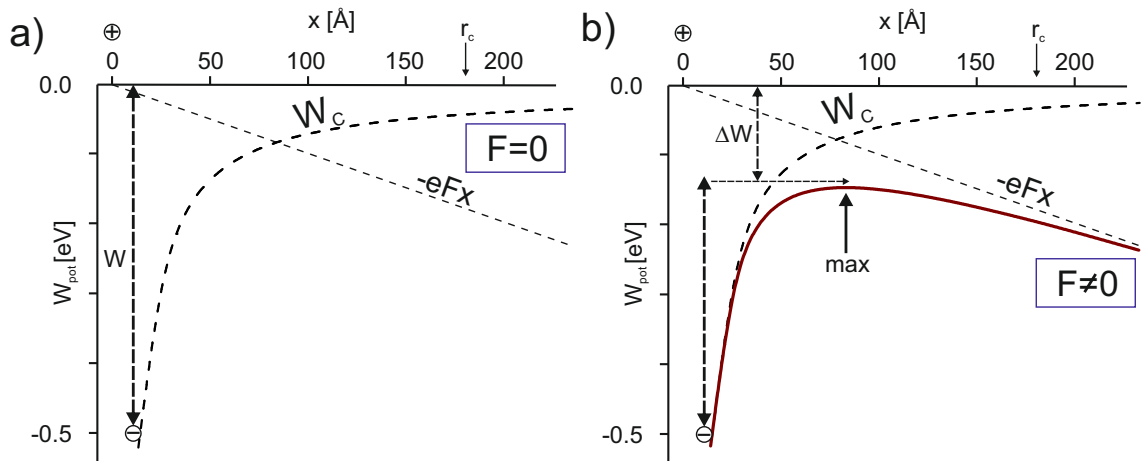 a)
x [Å]
⊕
r_c
0 50 100 150 200
0.0
W_C
F=0
-eFx
W
W_pot [eV]
-0.5
⊖
b)
x [Å]
⊕
r_c
0 50 100 150 200
0.0
W_C
ΔW
-eFx
max
F≠0
W_pot [eV]
-0.5
⊖